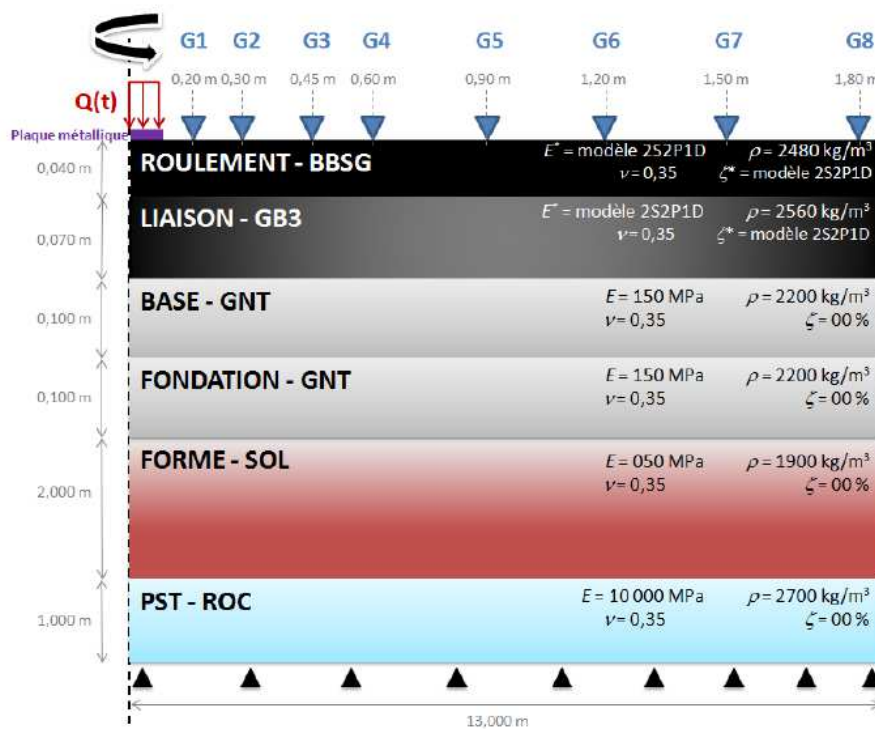 G1 G2 G3 G4 G5 G6 G7 G8
0,20 m 0,30 m 0,45 m 0,60 m 0,90 m 1,20 m 1,50 m 1,80 m
Q(t)
Plaque métallique
0,040 m
ROULEMENT - BBSG
E* = modèle 2S2P1D ρ = 2480 kg/m³
ν = 0,35 ζ* = modèle 2S2P1D
0,070 m
LIAISON - GB3
E* = modèle 2S2P1D ρ = 2560 kg/m³
ν = 0,35 ζ* = modèle 2S2P1D
0,100 m
BASE - GNT
E = 150 MPa ρ = 2200 kg/m³
ν = 0,35 ζ = 00 %
0,100 m
FONDATION - GNT
E = 150 MPa ρ = 2200 kg/m³
ν = 0,35 ζ = 00 %
2,000 m
FORME - SOL
E = 050 MPa ρ = 1900 kg/m³
ν = 0,35 ζ = 00 %
1,000 m
PST - ROC
E = 10 000 MPa ρ = 2700 kg/m³
ν = 0,35 ζ = 00 %
13,000 m